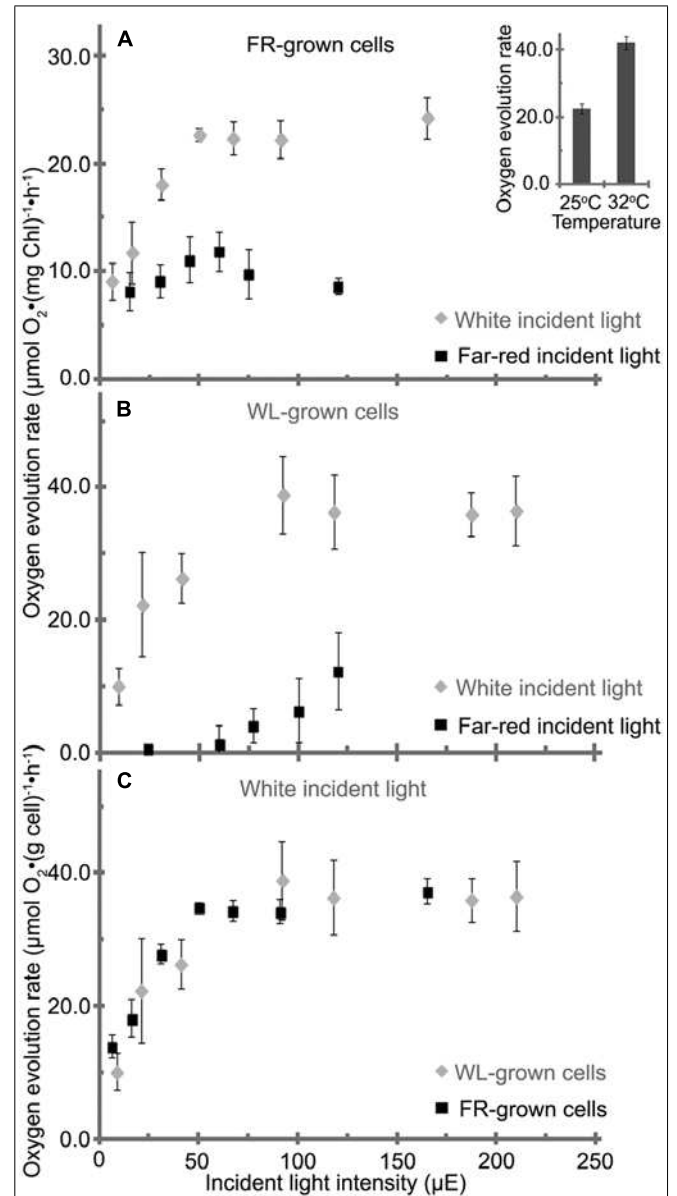 A
FR-grown cells
30.0
20.0
10.0
0.0
White incident light
Far-red incident light
Oxygen evolution rate
40.0
20.0
0.0
25ºC 32ºC
Temperature
Oxygen evolution rate (µmol O₂•(mg Chl)⁻¹•h⁻¹)
B
WL-grown cells
40.0
20.0
0.0
White incident light
Far-red incident light
C
White incident light
Oxygen evolution rate (µmol O₂•(g cell)⁻¹•h⁻¹)
40.0
20.0
0.0
WL-grown cells
FR-grown cells
0 50 100 150 200 250
Incident light intensity (µE)